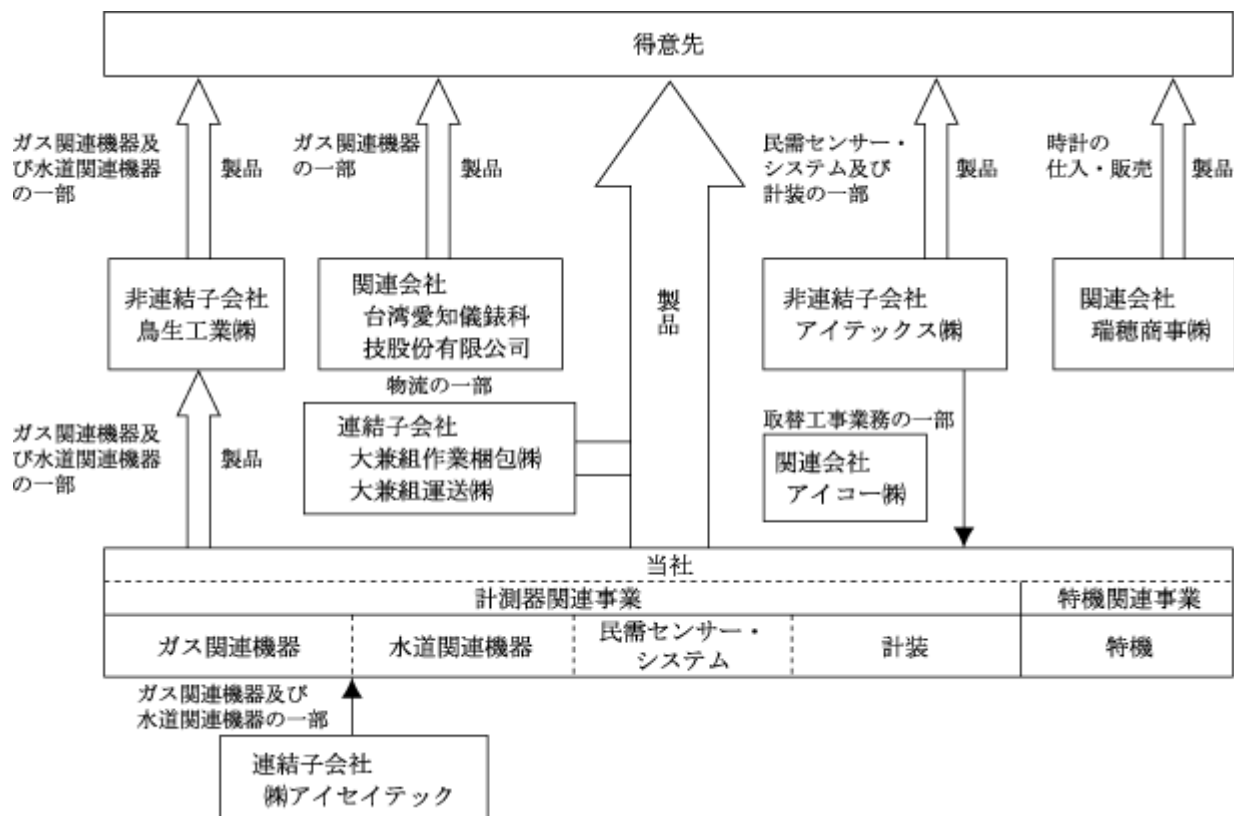 得意先
ガス関連機器及
び水道関連機器
の一部
製品
ガス関連機器
の一部
製品
民需センサー・
システム及び
計装の一部
製品
時計の
仕入・販売
製品
非連結子会社
鳥生工業㈱
関連会社
台湾愛知儀錶科
技股份有限公司
製品
非連結子会社
アイテックス㈱
関連会社
瑞穂商事㈱
ガス関連機器及
び水道関連機器
の一部
製品
物流の一部
連結子会社
大兼組作業梱包㈱
大兼組運送㈱
取替工事業務の一部
関連会社
アイコー㈱
当社
計測器関連事業
特機関連事業
ガス関連機器
水道関連機器
民需センサー・
システム
計装
特機
ガス関連機器及び
水道関連機器の一部
連結子会社
㈱アイセイテック